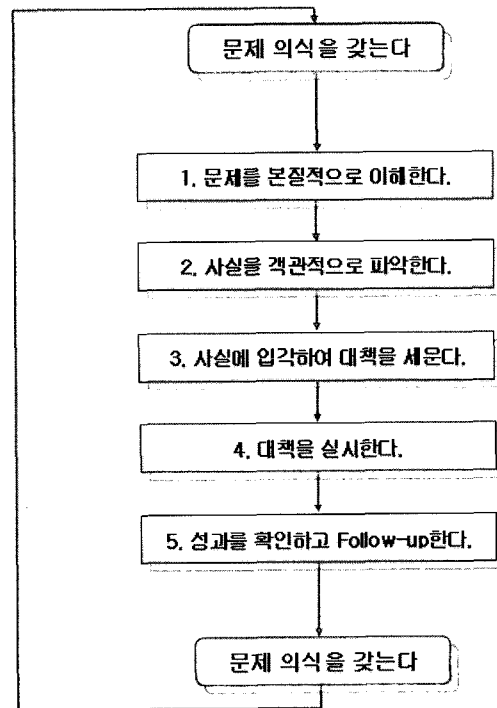 문제 의식을 갖는다
1. 문제를 본질적으로 이해한다.
2. 사실을 객관적으로 파악한다.
3. 사실에 입각하여 대책을 세운다.
4. 대책을 실시한다.
5. 성과를 확인하고 Follow-up한다.
문제 의식을 갖는다